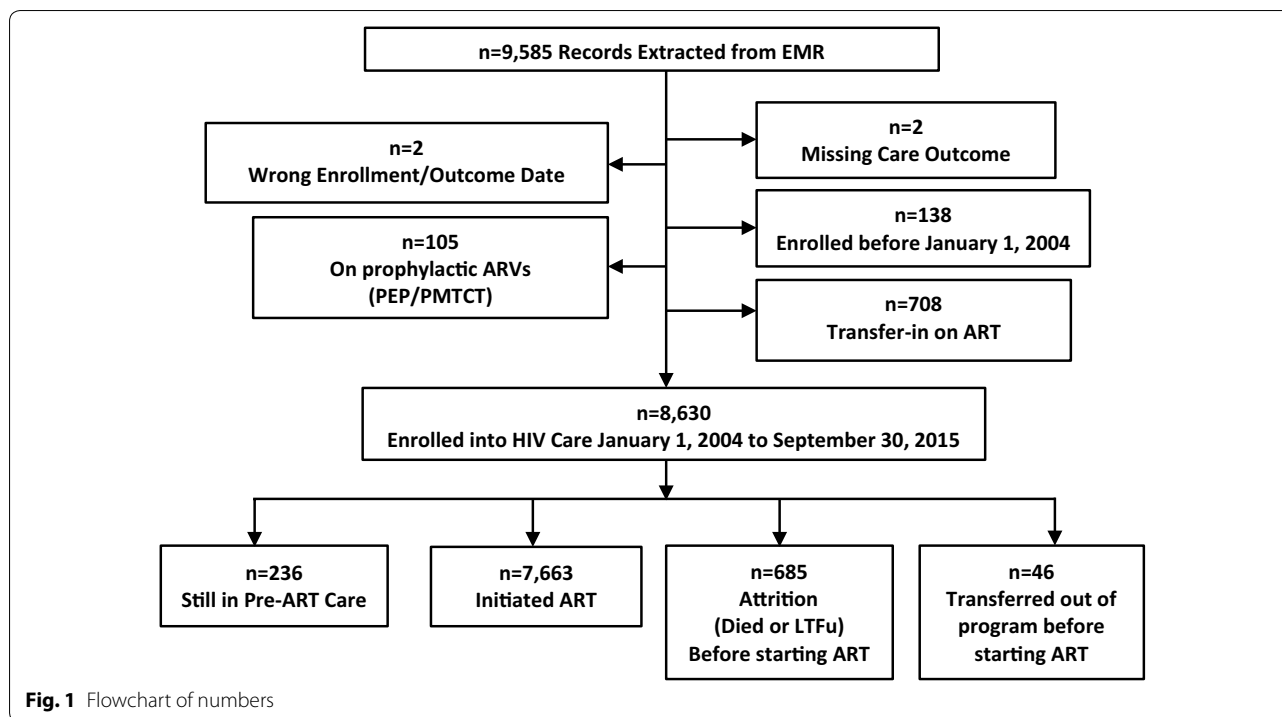 n=9,585 Records Extracted from EMR
n=2
Missing Care Outcome
n=2
Wrong Enrollment/Outcome Date
n=138
Enrolled before January 1, 2004
n=105
On prophylactic ARVs
(PEP/PMTCT)
n=708
Transfer-in on ART
n=8,630
Enrolled into HIV Care January 1, 2004 to September 30, 2015
n=236
Still in Pre-ART Care
n=7,663
Initiated ART
n=685
Attrition
(Died or LTFu)
Before starting ART
n=46
Transferred out of
program before
starting ART
Fig. 1 Flowchart of numbers